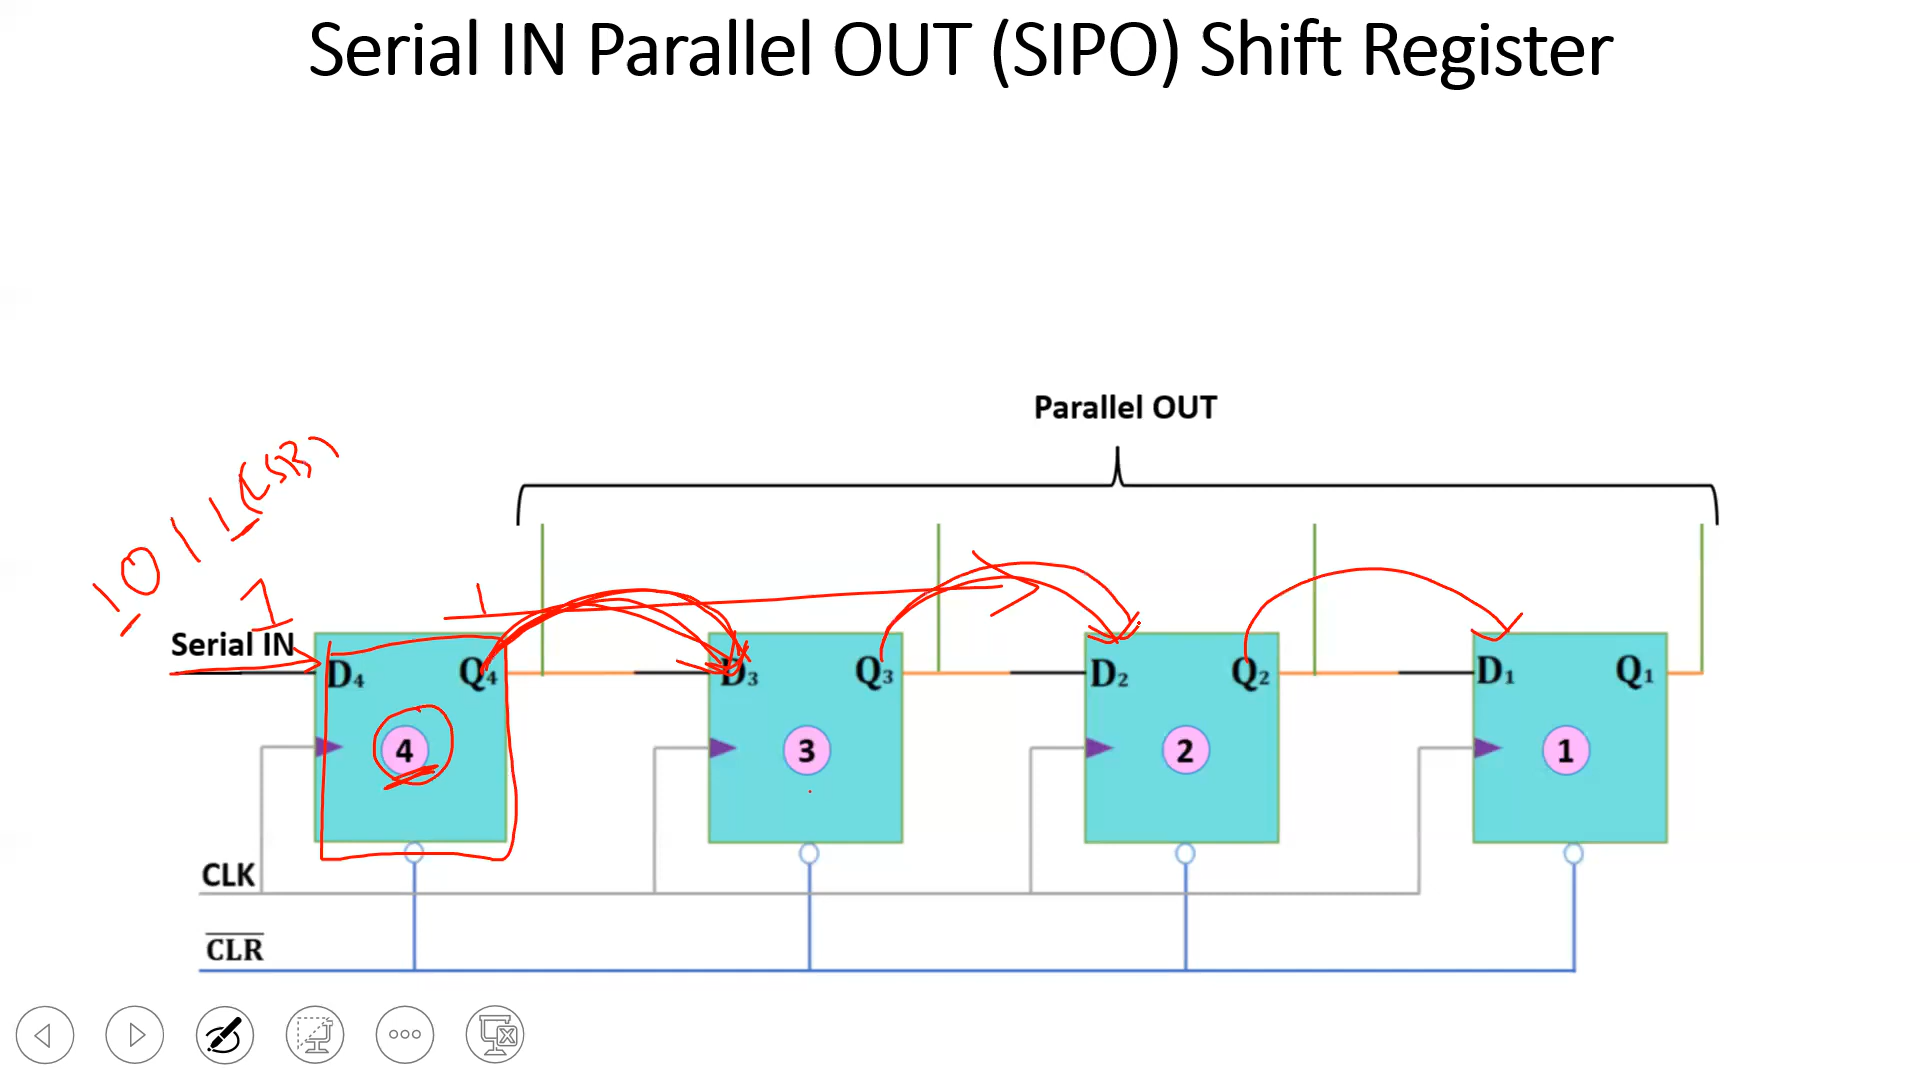 Serial IN Parallel OUT (SIPO) Shift Register
Parallel OUT
1011(LSB)
1
1
Serial IN
D₄ Q₄ D₃ Q₃ D₂ Q₂ D₁ Q₁
4 3 2 1
CLK
C̅L̅R̅